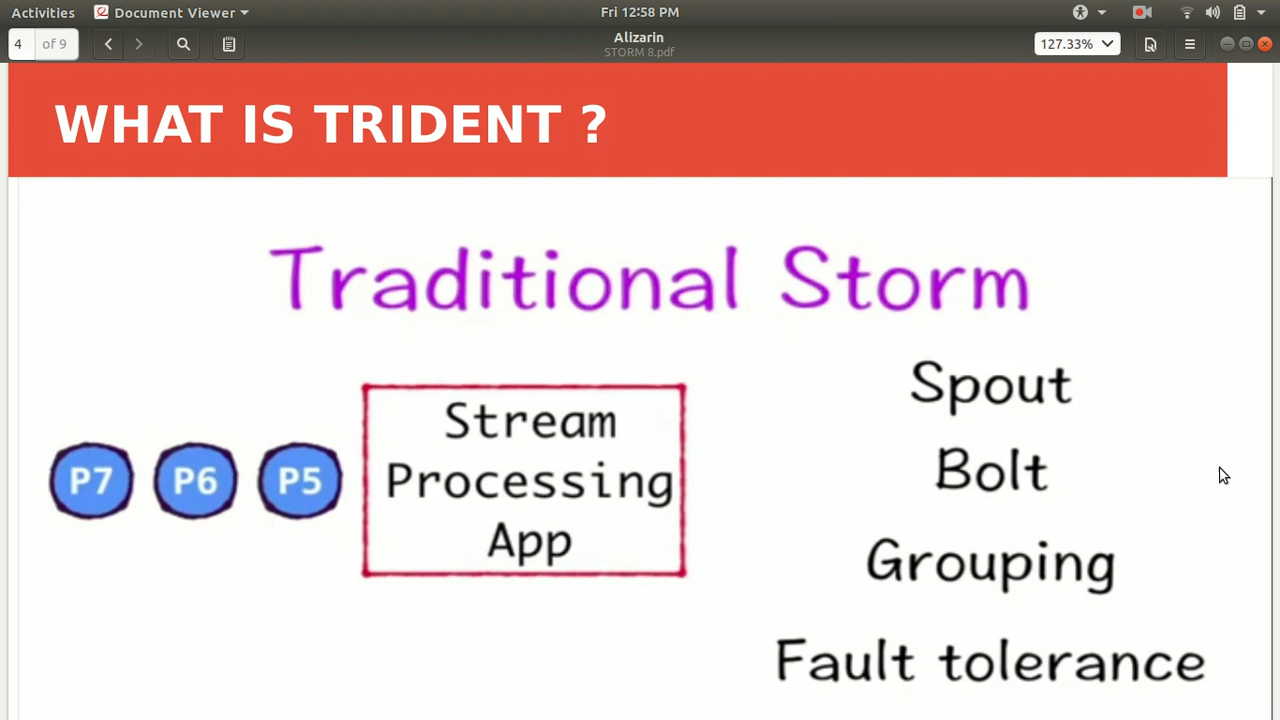 Activities Document Viewer Fri 12:58 PM
4 of 9 Alizarin 127.33%
STORM 8.pdf
WHAT IS TRIDENT ?
Traditional Storm
Spout
Stream
Bolt
P7 P6 P5 Processing
App
Grouping
Fault tolerance